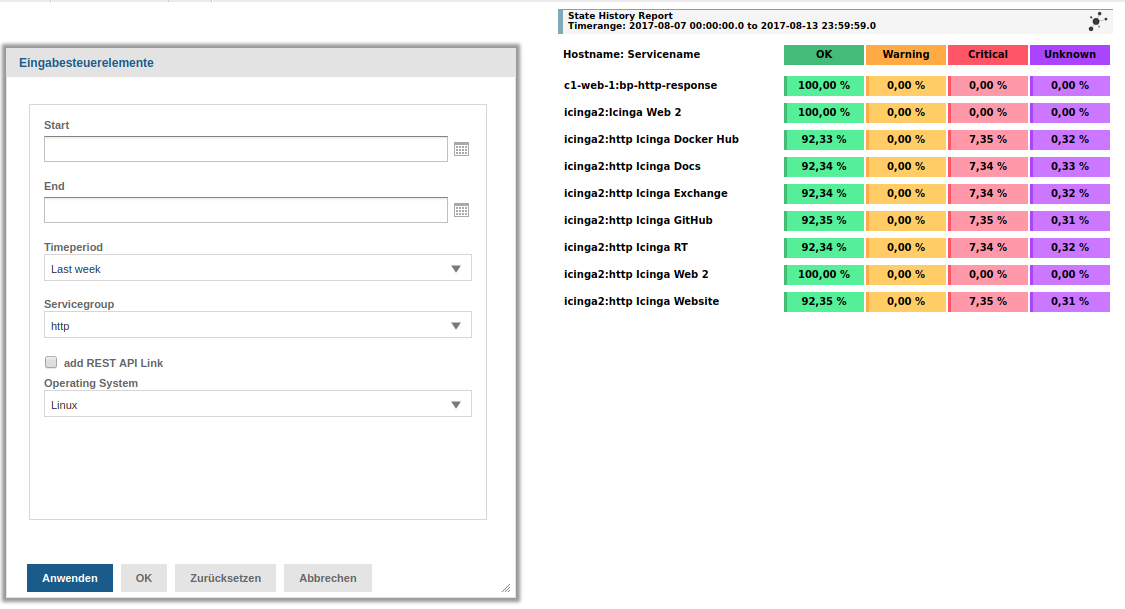 Eingabesteuerelemente
Start
End
Timeperiod
Last week
Servicegroup
http
add REST API Link
Operating System
Linux
Anwenden OK Zurücksetzen Abbrechen
State History Report
Timerange: 2017-08-07 00:00:00.0 to 2017-08-13 23:59:59.0
Hostname: Servicename OK Warning Critical Unknown
c1-web-1:bp-http-response 100,00 % 0,00 % 0,00 % 0,00 %
icinga2:Icinga Web 2 100,00 % 0,00 % 0,00 % 0,00 %
icinga2:http Icinga Docker Hub 92,33 % 0,00 % 7,35 % 0,32 %
icinga2:http Icinga Docs 92,34 % 0,00 % 7,34 % 0,33 %
icinga2:http Icinga Exchange 92,34 % 0,00 % 7,34 % 0,32 %
icinga2:http Icinga GitHub 92,35 % 0,00 % 7,35 % 0,31 %
icinga2:http Icinga RT 92,34 % 0,00 % 7,34 % 0,32 %
icinga2:http Icinga Web 2 100,00 % 0,00 % 0,00 % 0,00 %
icinga2:http Icinga Website 92,35 % 0,00 % 7,35 % 0,31 %